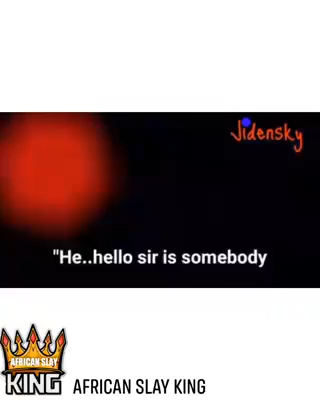 Jidensky
"He..hello sir is somebody
AFRICAN SLAY
KING
AFRICAN SLAY KING